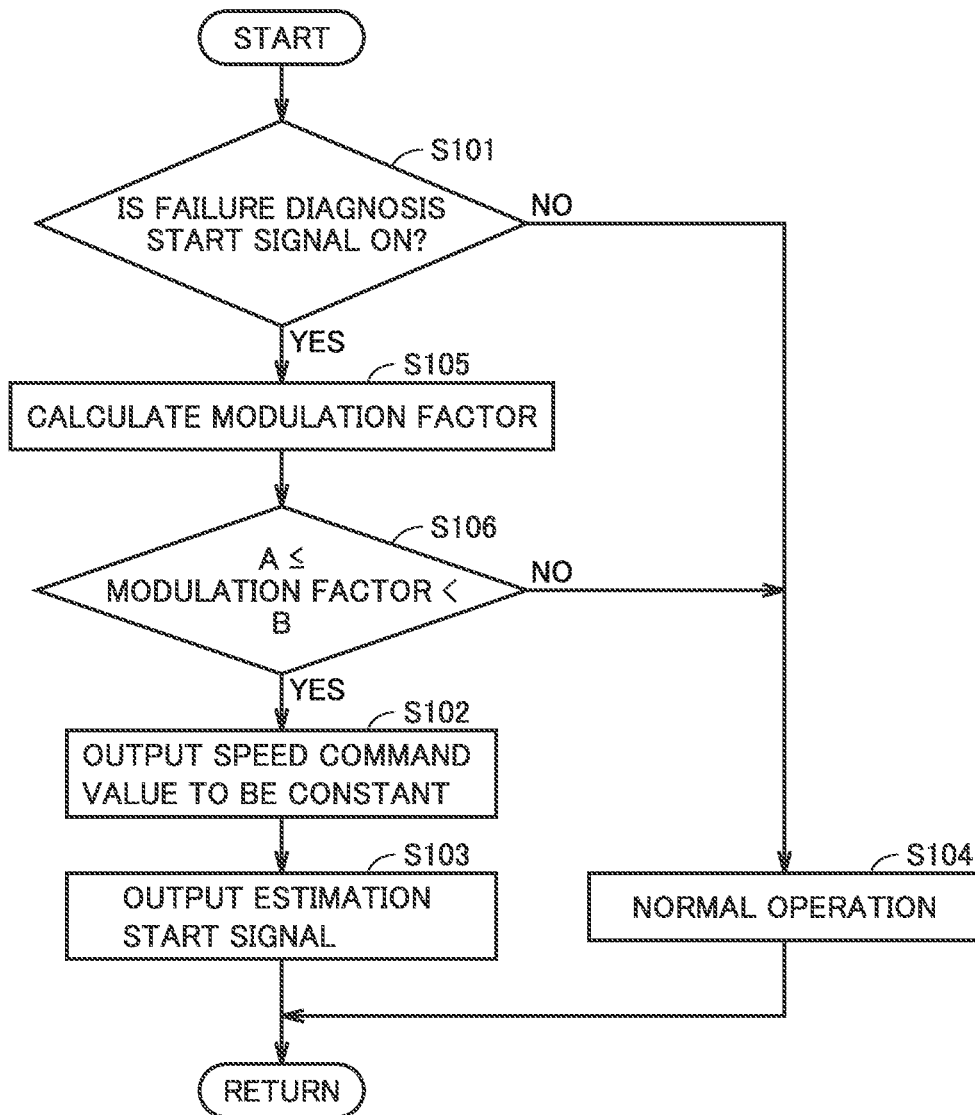 START
S101
IS FAILURE DIAGNOSIS
START SIGNAL ON?
NO
YES
S105
CALCULATE MODULATION FACTOR
S106
A ≤
MODULATION FACTOR <
B
NO
YES
S102
OUTPUT SPEED COMMAND
VALUE TO BE CONSTANT
S103
OUTPUT ESTIMATION
START SIGNAL
S104
NORMAL OPERATION
RETURN